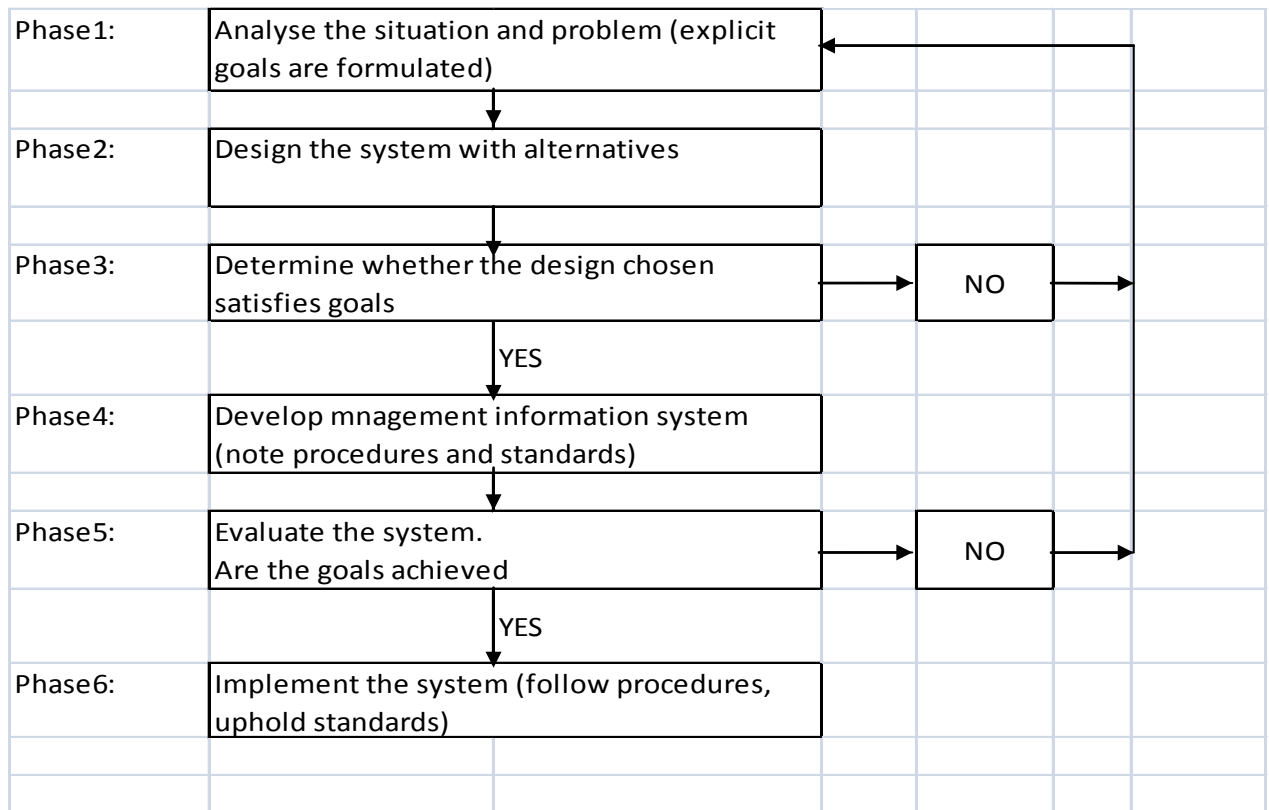 Phase1: Analyse the situation and problem (explicit
goals are formulated)
Phase2: Design the system with alternatives
Phase3: Determine whether the design chosen
satisfies goals
NO
YES
Phase4: Develop mnagement information system
(note procedures and standards)
Phase5: Evaluate the system.
Are the goals achieved
NO
YES
Phase6: Implement the system (follow procedures,
uphold standards)